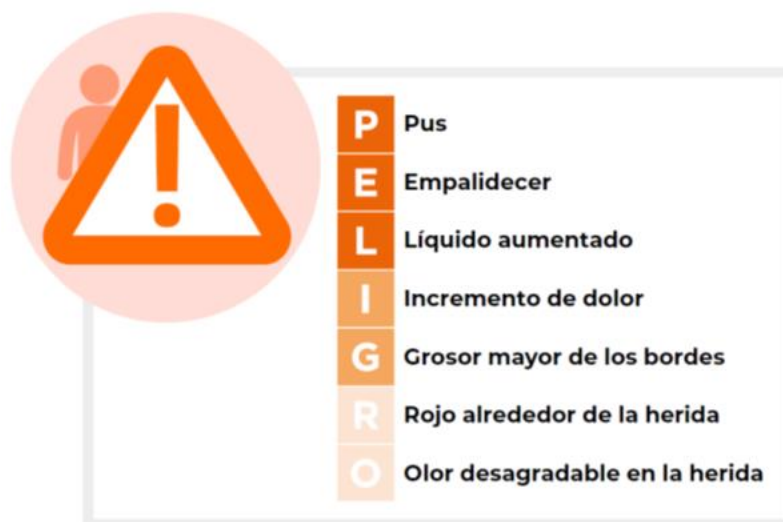 P Pus
E Empalidecer
L Líquido aumentado
I Incremento de dolor
G Grosor mayor de los bordes
R Rojo alrededor de la herida
O Olor desagradable en la herida